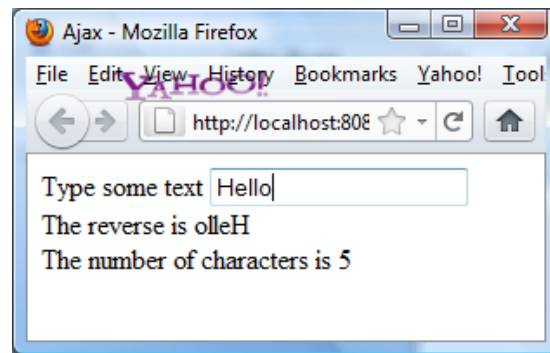 Ajax - Mozilla Firefox
File Edit View History Bookmarks Yahoo! Tool
YAHOO!
http://localhost:808
Type some text Hello
The reverse is olleH
The number of characters is 5